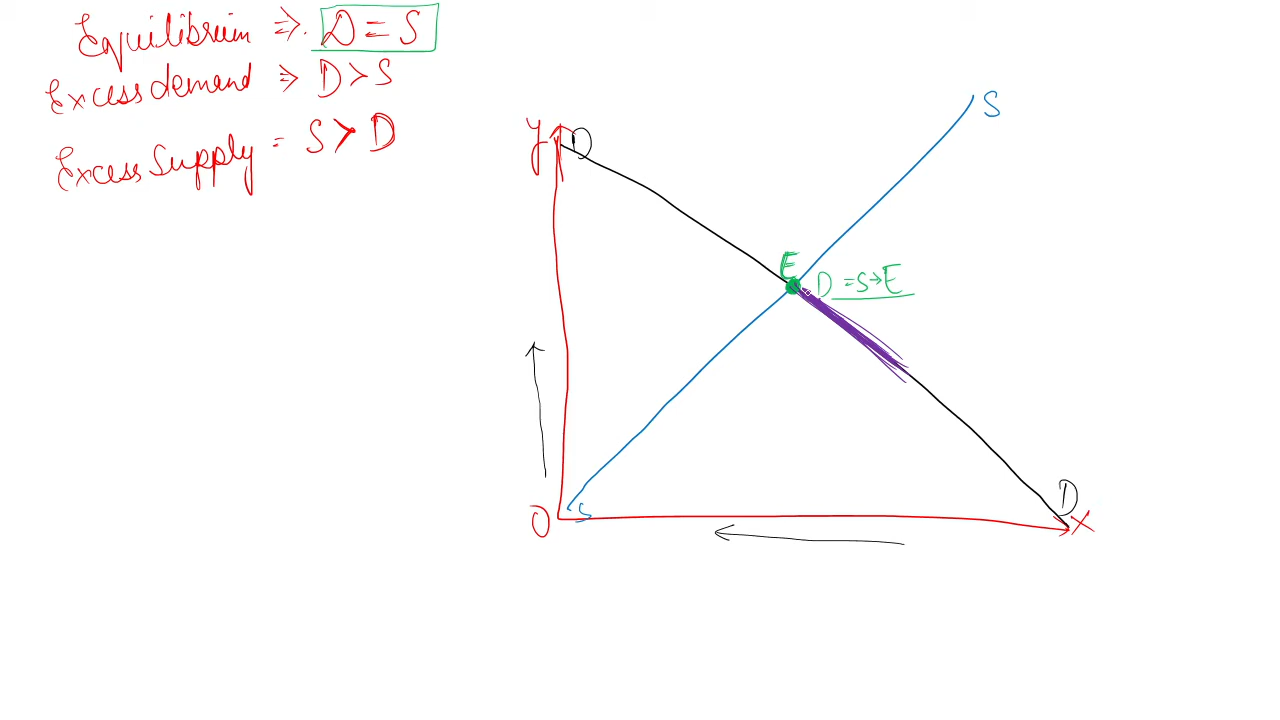 Equilibrium ⇒. D = S
Excess demand ⇒ D > S
Excess Supply = S > D
S
y
D
E
D = S → E
D
O
S
X